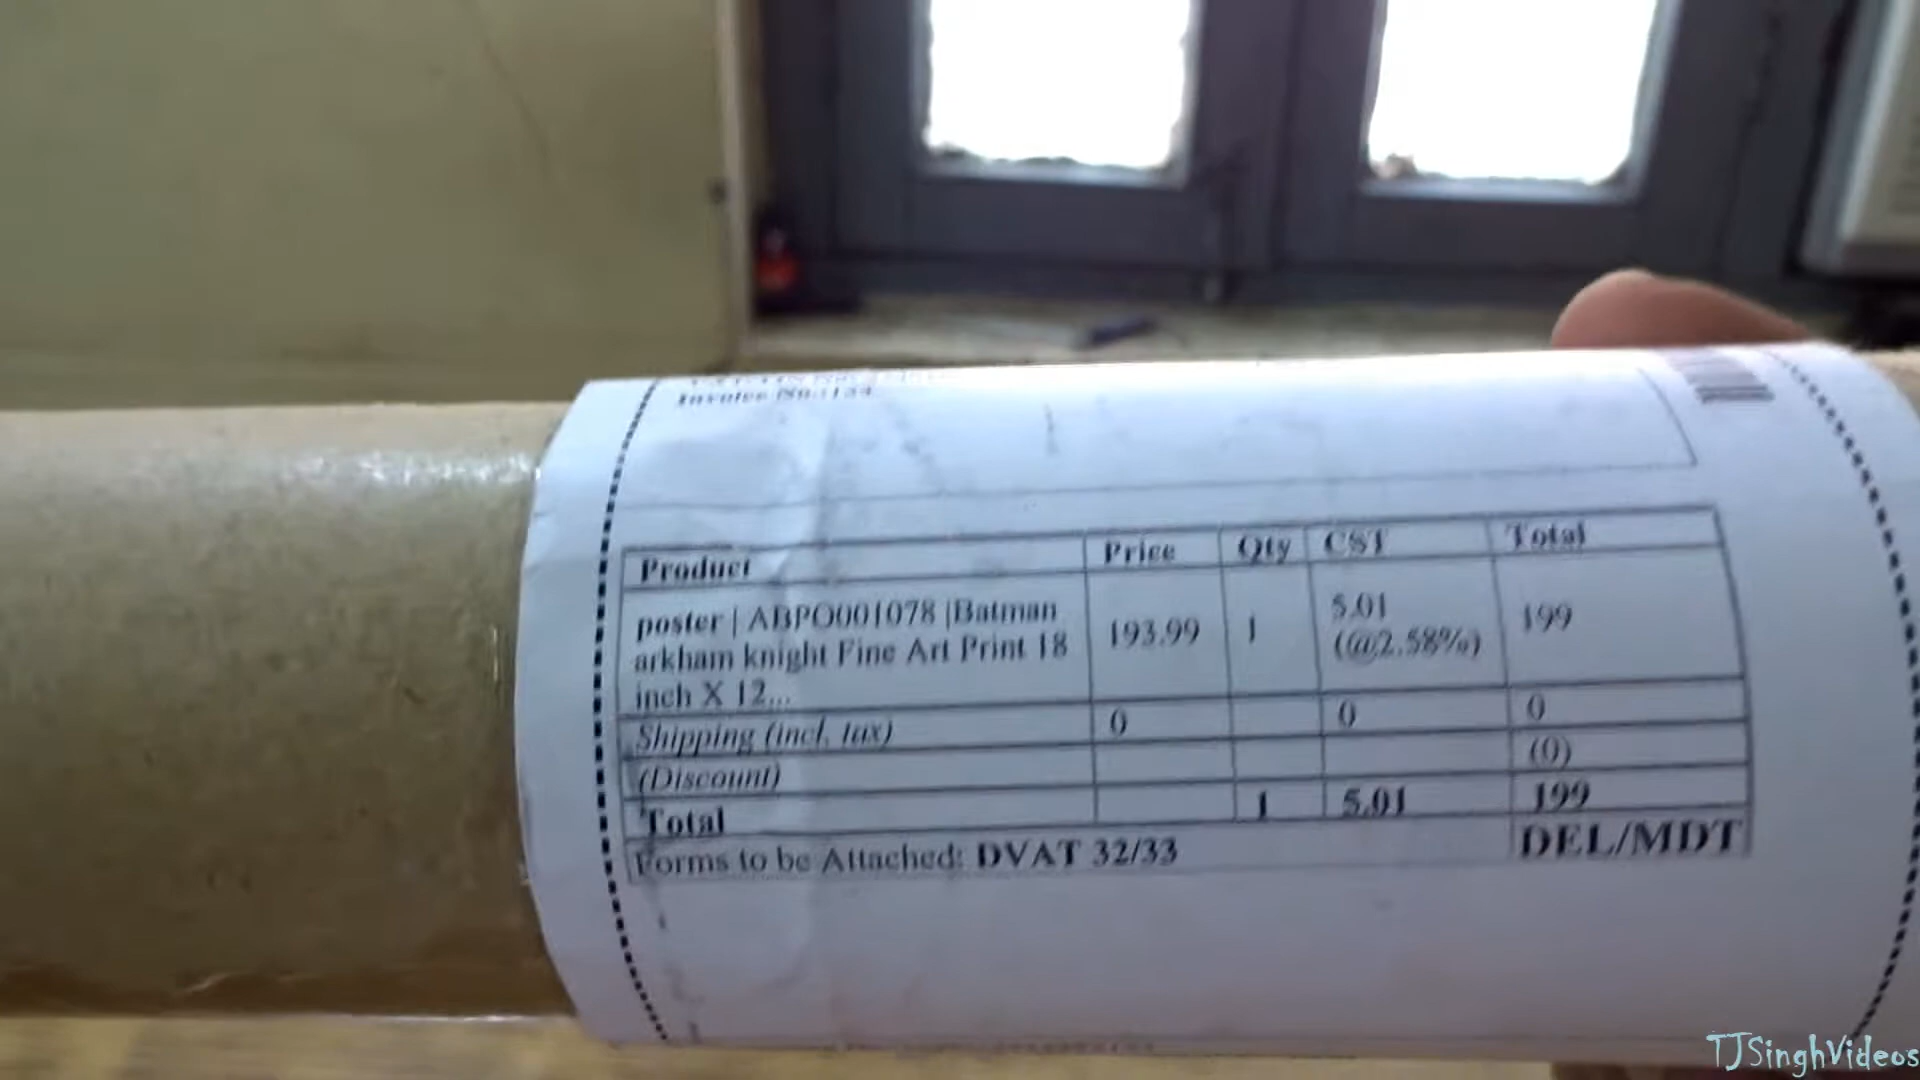 Invoice No.:134
Product Price Qty CST Total
poster | ABPO001078 |Batman
arkham knight Fine Art Print 18
inch X 12...
193.99 1 5.01
(@2.58%) 199
Shipping (incl. tax) 0 0 0
(Discount) (0)
Total 1 5.01 199
Forms to be Attached: DVAT 32/33 DEL/MDT
TJSinghVideos